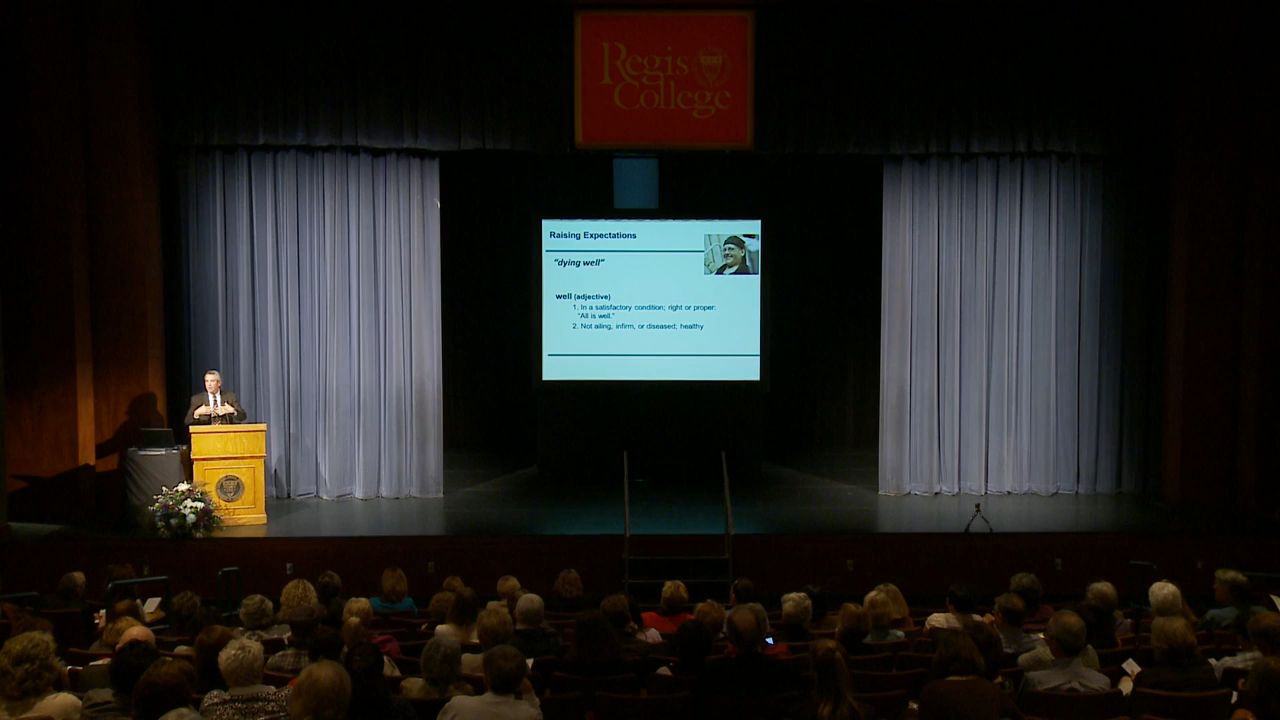 Regis
College
Raising Expectations
"dying well"
well (adjective)
1. In a satisfactory condition; right or proper:
"All is well."
2. Not ailing, infirm, or diseased; healthy